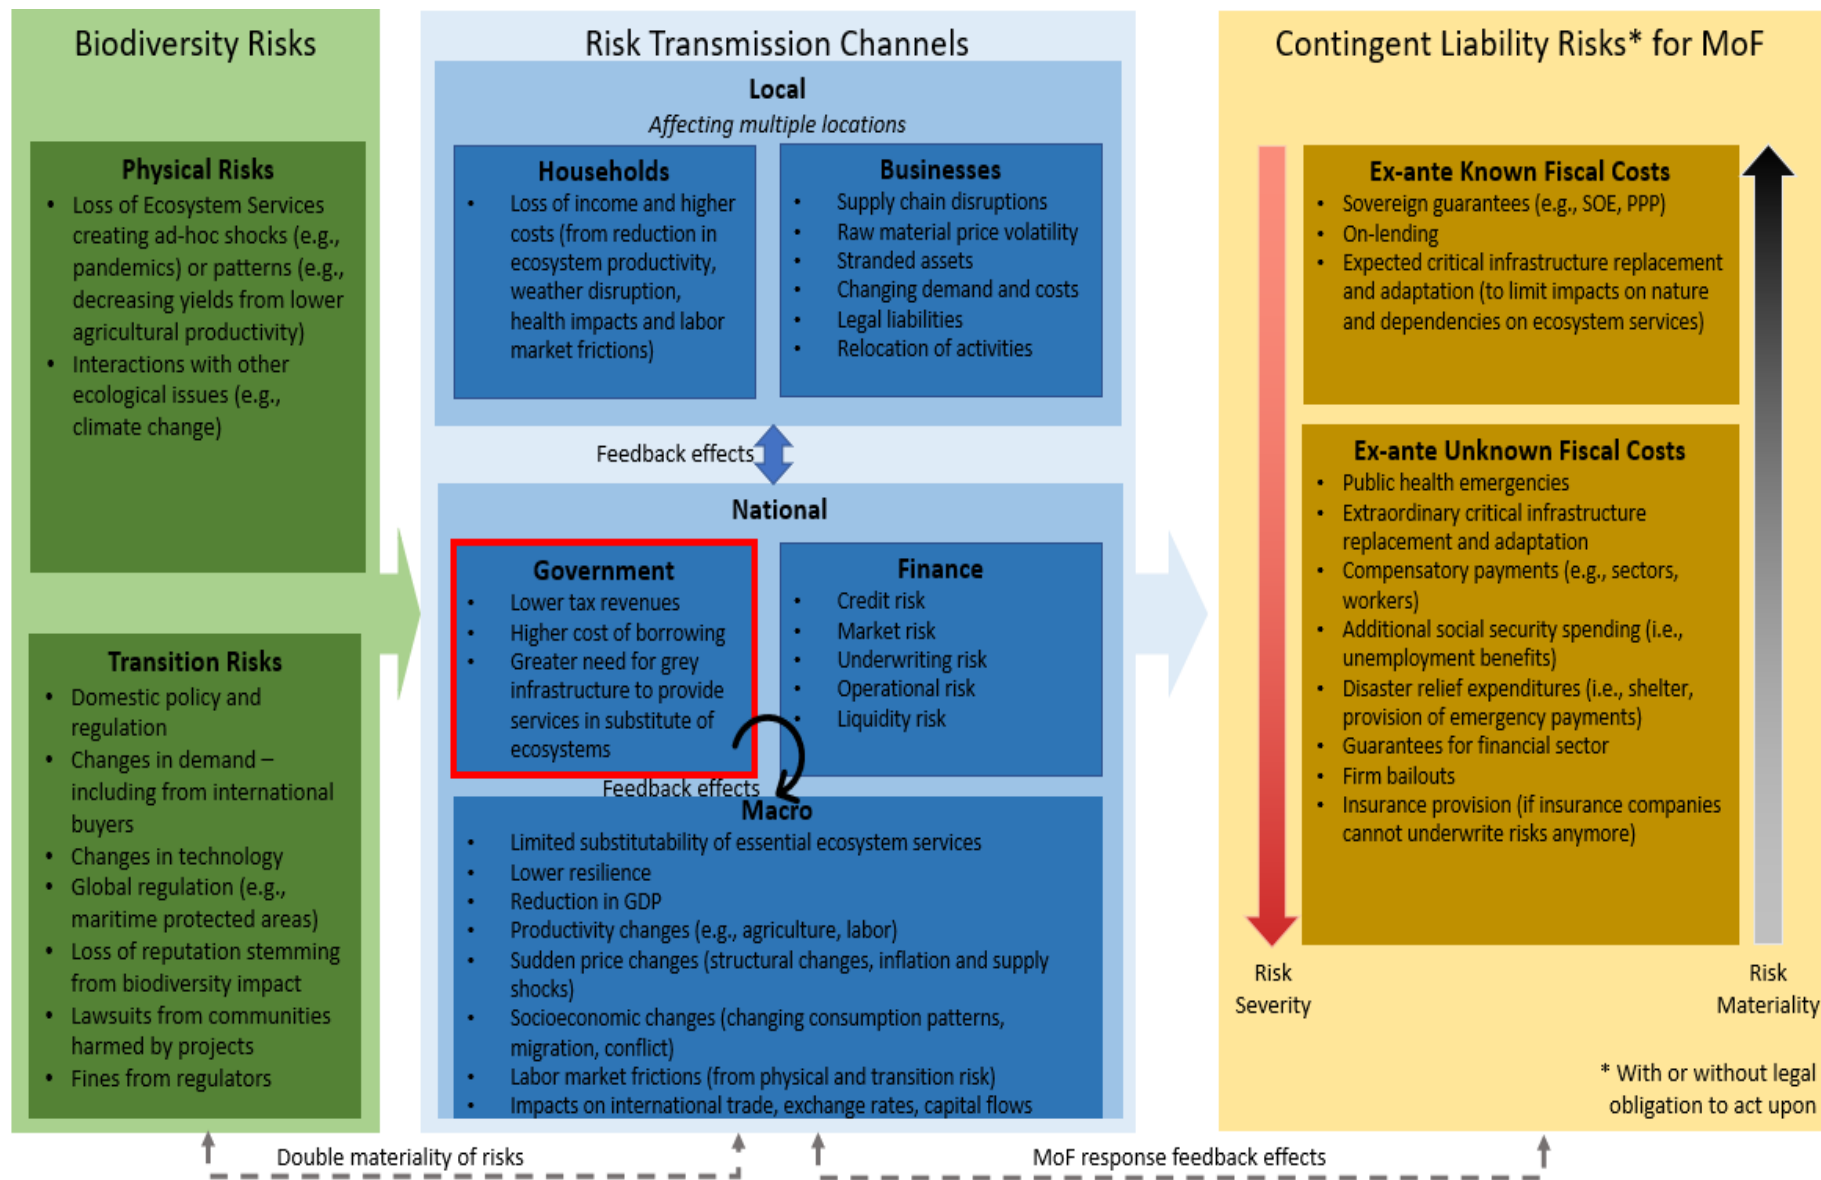 Biodiversity Risks
Physical Risks
• Loss of Ecosystem Services
creating ad-hoc shocks (e.g.,
pandemics) or patterns (e.g.,
decreasing yields from lower
agricultural productivity)
• Interactions with other
ecological issues (e.g.,
climate change)
Transition Risks
• Domestic policy and
regulation
• Changes in demand –
including from international
buyers
• Changes in technology
• Global regulation (e.g.,
maritime protected areas)
• Loss of reputation stemming
from biodiversity impact
• Lawsuits from communities
harmed by projects
• Fines from regulators
Risk Transmission Channels
Local
Affecting multiple locations
Households
• Loss of income and higher
costs (from reduction in
ecosystem productivity,
weather disruption,
health impacts and labor
market frictions)
Businesses
• Supply chain disruptions
• Raw material price volatility
• Stranded assets
• Changing demand and costs
• Legal liabilities
• Relocation of activities
Feedback effects
National
Government
• Lower tax revenues
• Higher cost of borrowing
• Greater need for grey
infrastructure to provide
services in substitute of
ecosystems
Finance
• Credit risk
• Market risk
• Underwriting risk
• Operational risk
• Liquidity risk
Feedback effects
Macro
• Limited substitutability of essential ecosystem services
• Lower resilience
• Reduction in GDP
• Productivity changes (e.g., agriculture, labor)
• Sudden price changes (structural changes, inflation and supply
shocks)
• Socioeconomic changes (changing consumption patterns,
migration, conflict)
• Labor market frictions (from physical and transition risk)
• Impacts on international trade, exchange rates, capital flows
Contingent Liability Risks* for MoF
Ex-ante Known Fiscal Costs
• Sovereign guarantees (e.g., SOE, PPP)
• On-lending
• Expected critical infrastructure replacement
and adaptation (to limit impacts on nature
and dependencies on ecosystem services)
Ex-ante Unknown Fiscal Costs
• Public health emergencies
• Extraordinary critical infrastructure
replacement and adaptation
• Compensatory payments (e.g., sectors,
workers)
• Additional social security spending (i.e.,
unemployment benefits)
• Disaster relief expenditures (i.e., shelter,
provision of emergency payments)
• Guarantees for financial sector
• Firm bailouts
• Insurance provision (if insurance companies
cannot underwrite risks anymore)
Risk
Severity
Risk
Materiality
* With or without legal
obligation to act upon
Double materiality of risks
MoF response feedback effects